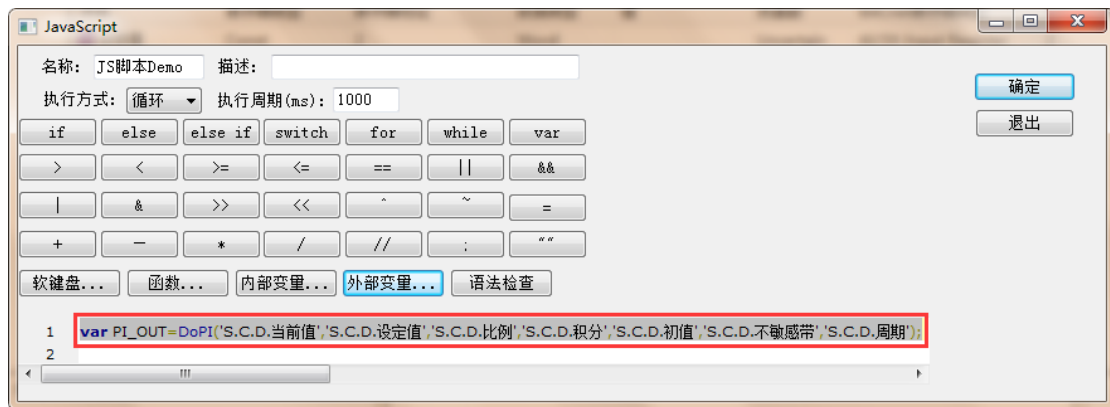 JavaScript
名称： JS脚本Demo 描述：
执行方式： 循环 执行周期(ms)： 1000
确定
退出
if else else if switch for while var
> < >= <= == || &&
| & >> << ^ ~ =
+ — * / // ; ""
软键盘... 函数... 内部变量... 外部变量... 语法检查
1 var PI_OUT=DoPI('S.C.D.当前值','S.C.D.设定值','S.C.D.比例','S.C.D.积分','S.C.D.初值','S.C.D.不敏感带','S.C.D.周期');
2